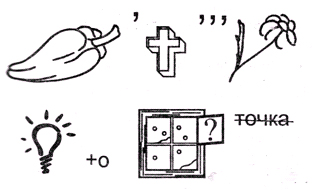 , ,,,
+о ? точка